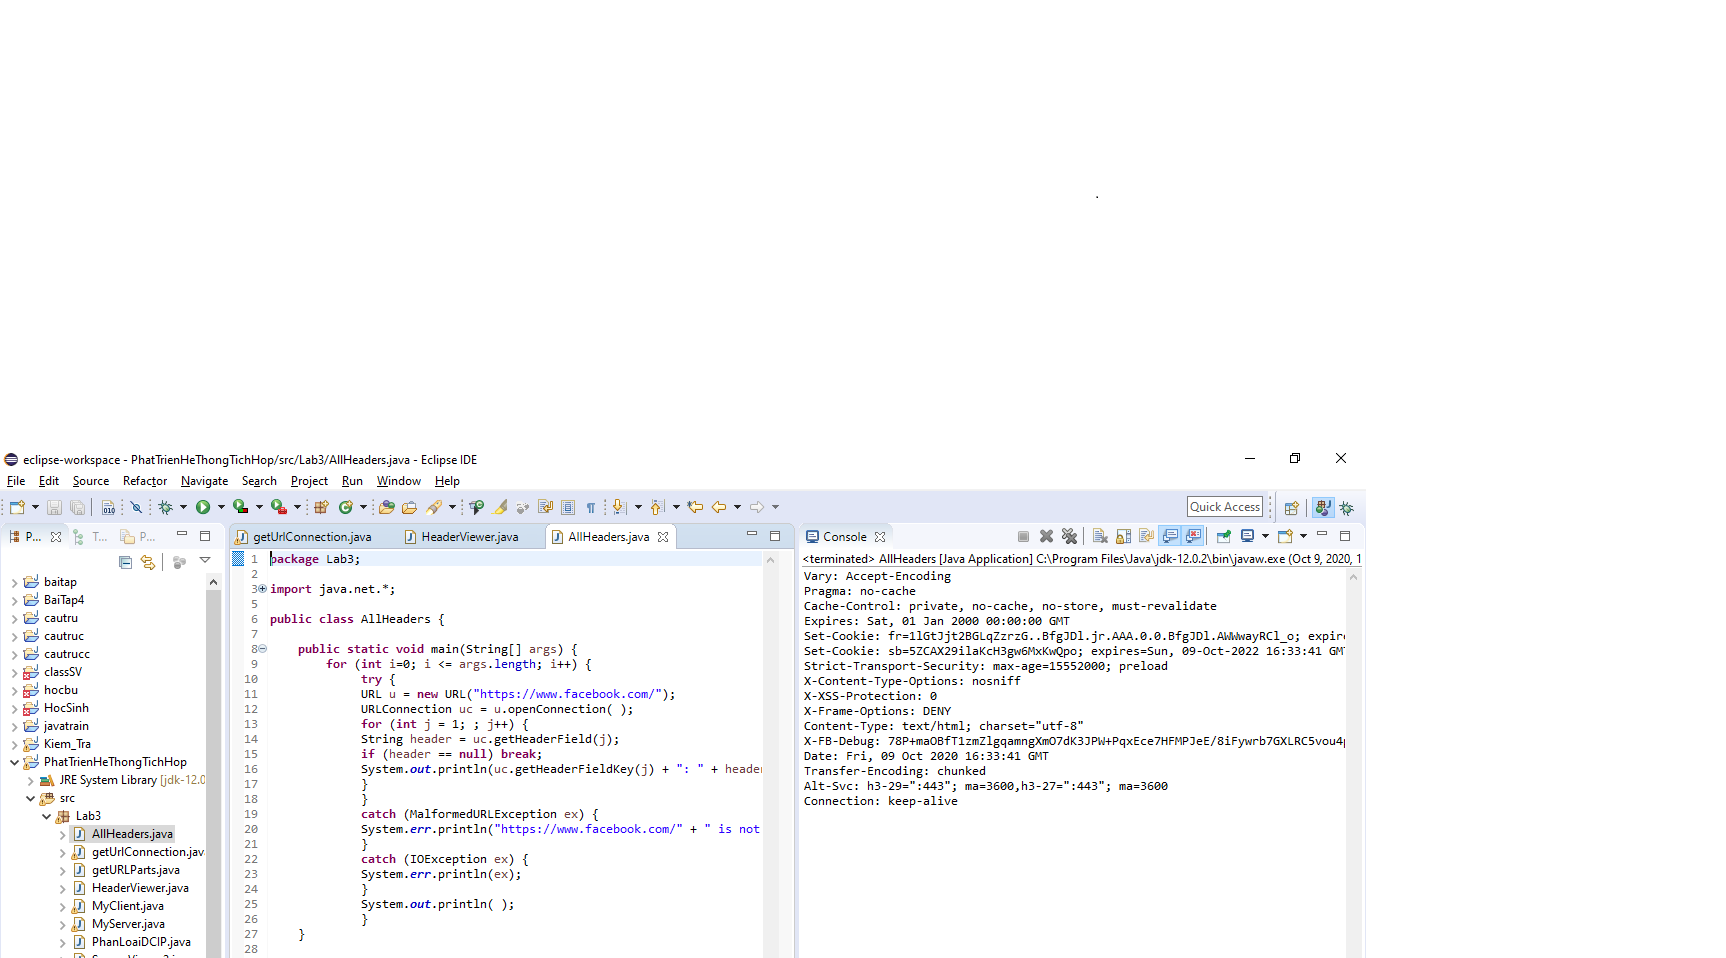 eclipse-workspace - PhatTrienHeThongTichHop/src/Lab3/AllHeaders.java - Eclipse IDE
File Edit Source Refactor Navigate Search Project Run Window Help
Quick Access
P... T... P...
baitap
BaiTap4
cautru
cautruc
cautrucc
classSV
hocbu
HocSinh
javatrain
Kiem_Tra
PhatTrienHeThongTichHop
JRE System Library [jdk-12.0
src
Lab3
AllHeaders.java
getUrlConnection.jav
getURLParts.java
HeaderViewer.java
MyClient.java
MyServer.java
PhanLoaiDCIP.java
getUrlConnection.java HeaderViewer.java AllHeaders.java
1 package Lab3;
2
3 import java.net.*;
5
6 public class AllHeaders {
7
8 public static void main(String[] args) {
9 for (int i=0; i <= args.length; i++) {
10 try {
11 URL u = new URL("https://www.facebook.com/");
12 URLConnection uc = u.openConnection( );
13 for (int j = 1; ; j++) {
14 String header = uc.getHeaderField(j);
15 if (header == null) break;
16 System.out.println(uc.getHeaderFieldKey(j) + ": " + heade
17 }
18 }
19 catch (MalformedURLException ex) {
20 System.err.println("https://www.facebook.com/" + " is not
21 }
22 catch (IOException ex) {
23 System.err.println(ex);
24 }
25 System.out.println( );
26 }
27 }
28
Console
<terminated> AllHeaders [Java Application] C:\Program Files\Java\jdk-12.0.2\bin\javaw.exe (Oct 9, 2020, 1
Vary: Accept-Encoding
Pragma: no-cache
Cache-Control: private, no-cache, no-store, must-revalidate
Expires: Sat, 01 Jan 2000 00:00:00 GMT
Set-Cookie: fr=1lGtJjt2BGLqZzrzG..BfgJDl.jr.AAA.0.0.BfgJDl.AWWwayRCl_o; expire
Set-Cookie: sb=5ZCAX29ilaKcH3gw6MxKwQpo; expires=Sun, 09-Oct-2022 16:33:41 GM
Strict-Transport-Security: max-age=15552000; preload
X-Content-Type-Options: nosniff
X-XSS-Protection: 0
X-Frame-Options: DENY
Content-Type: text/html; charset="utf-8"
X-FB-Debug: 78P+maOBfT1zmZlgqamngXmO7dK3JPW+PqxEce7HFMPJeE/8iFywrb7GXLRC5vou4p
Date: Fri, 09 Oct 2020 16:33:41 GMT
Transfer-Encoding: chunked
Alt-Svc: h3-29=":443"; ma=3600,h3-27=":443"; ma=3600
Connection: keep-alive